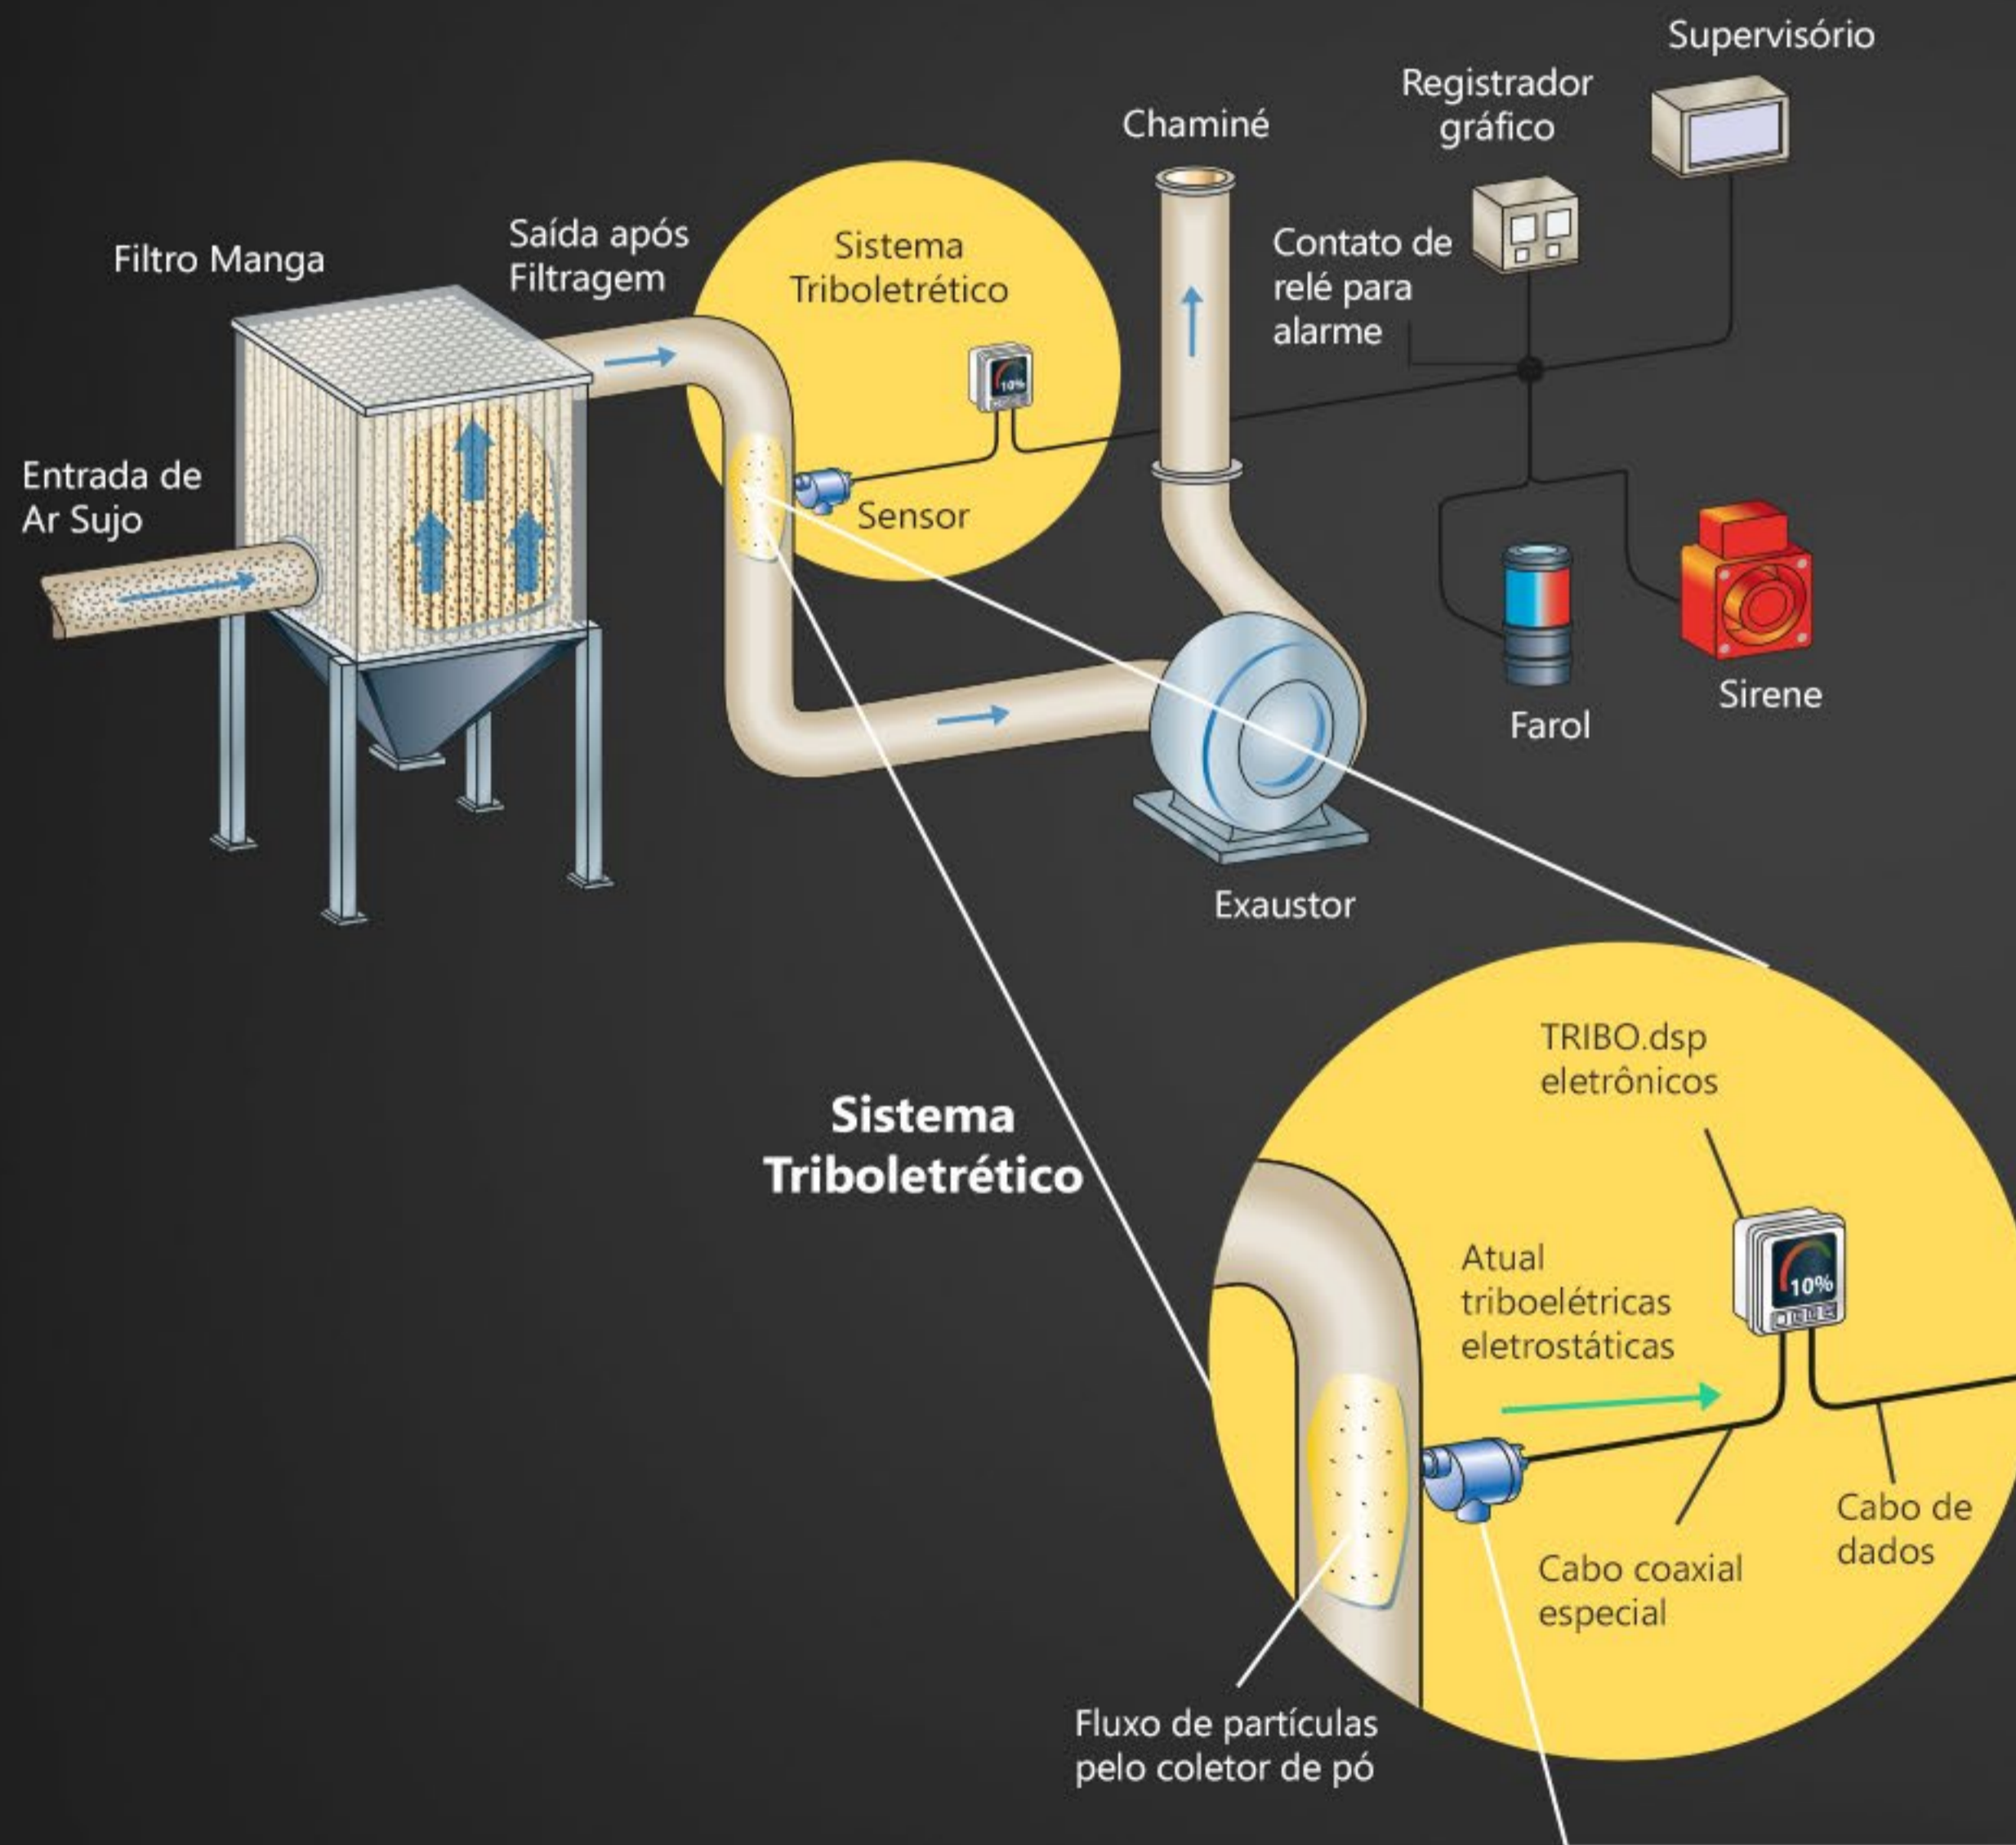 Supervisório
Registrador
gráfico
Chaminé
Contato de
relé para
alarme
Saída após
Filtragem
Filtro Manga
Sistema
Triboletrético
10%
Entrada de
Ar Sujo
Sensor
Sirene
Farol
Exaustor
Sistema
Triboletrético
TRIBO.dsp
eletrônicos
Atual
triboelétricas
eletrostáticas
10%
Cabo de
dados
Cabo coaxial
especial
Fluxo de partículas
pelo coletor de pó